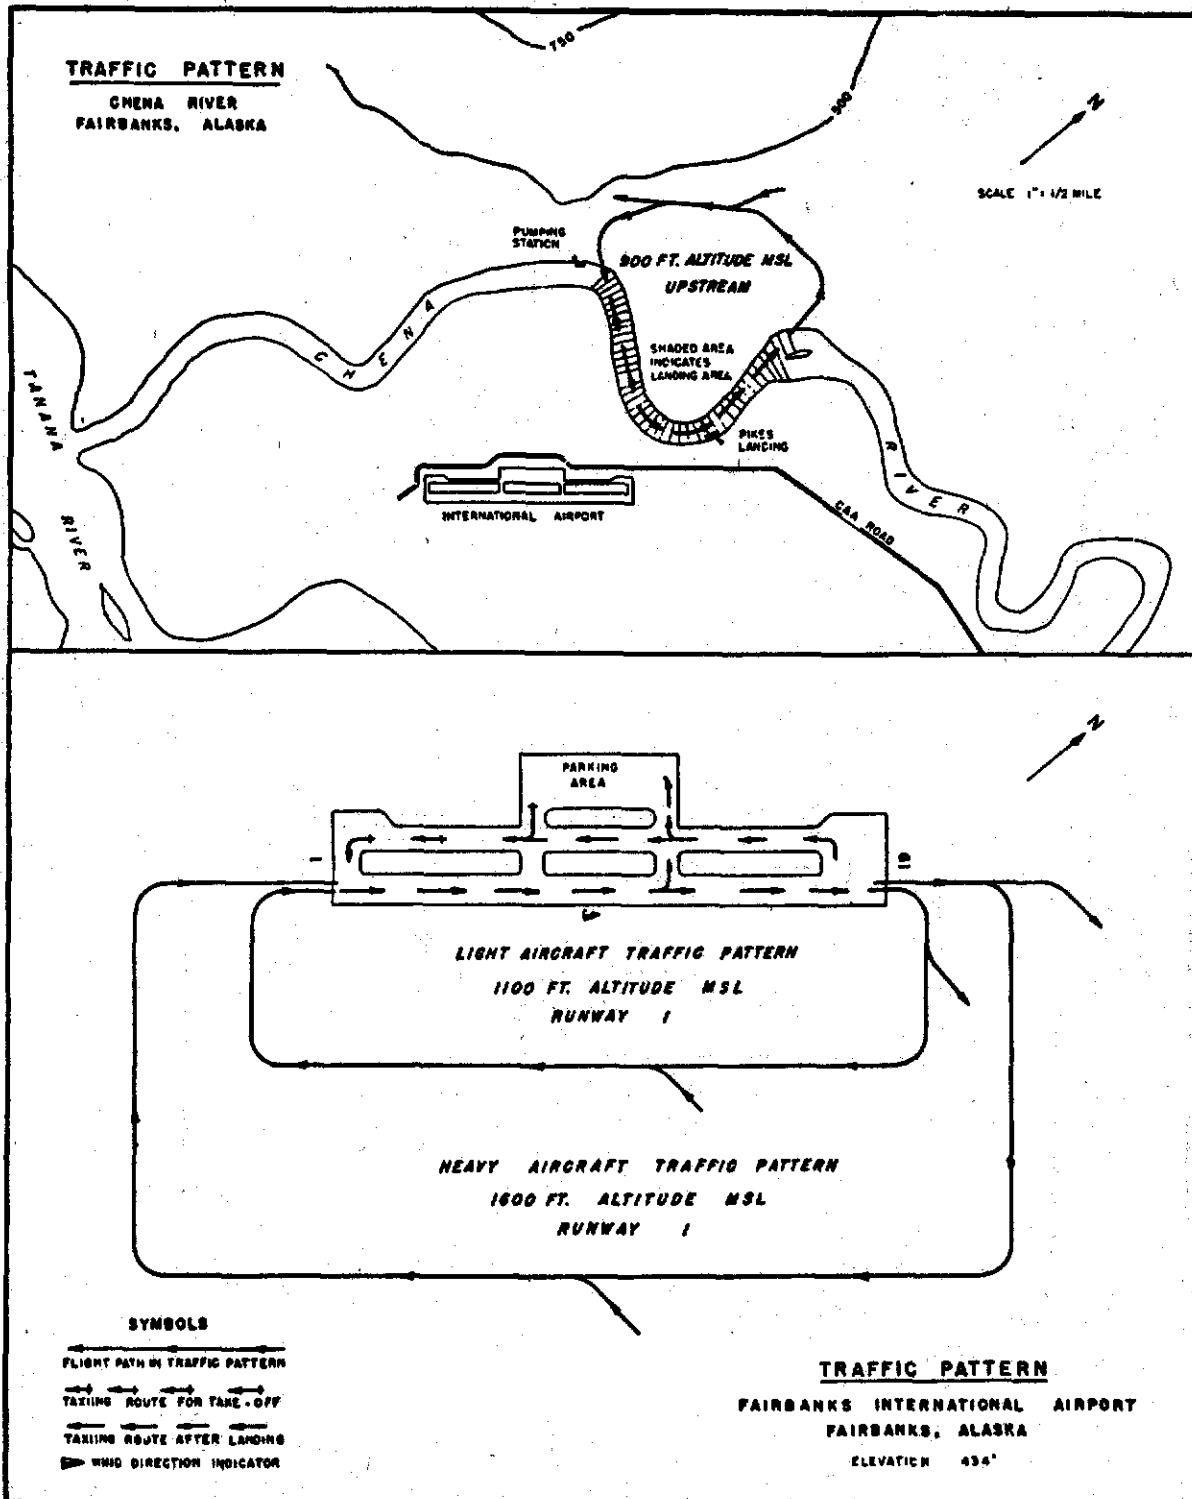 TRAFFIC PATTERN
CHENA RIVER
FAIRBANKS, ALASKA
750
500
N
SCALE 1" = 1/2 MILE
PUMPING
STATION
900 FT. ALTITUDE MSL
UPSTREAM
SHADED AREA
INDICATES
LANDING AREA
PIKES
LANDING
CHENA
RIVER
TANANA
RIVER
INTERNATIONAL AIRPORT
CAA ROAD
N
PARKING
AREA
1
19
LIGHT AIRCRAFT TRAFFIC PATTERN
1100 FT. ALTITUDE MSL
RUNWAY 1
HEAVY AIRCRAFT TRAFFIC PATTERN
1600 FT. ALTITUDE MSL
RUNWAY 1
SYMBOLS
FLIGHT PATH IN TRAFFIC PATTERN
TAXIING ROUTE FOR TAKE-OFF
TAXIING ROUTE AFTER LANDING
WIND DIRECTION INDICATOR
TRAFFIC PATTERN
FAIRBANKS INTERNATIONAL AIRPORT
FAIRBANKS, ALASKA
ELEVATION 434'